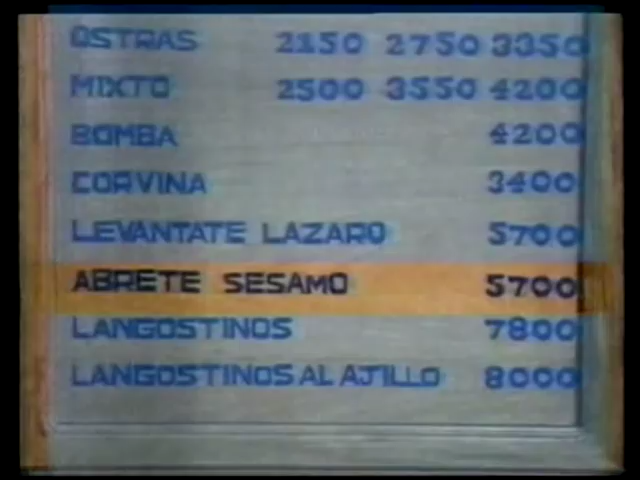 OSTRAS 2150 2750 3350
MIXTO 2500 3550 4200
BOMBA 4200
CORVINA 3400
LEVANTATE LAZARO 5700
ABRETE SESAMO 5700
LANGOSTINOS 7800
LANGOSTINOS AL AJILLO 8000